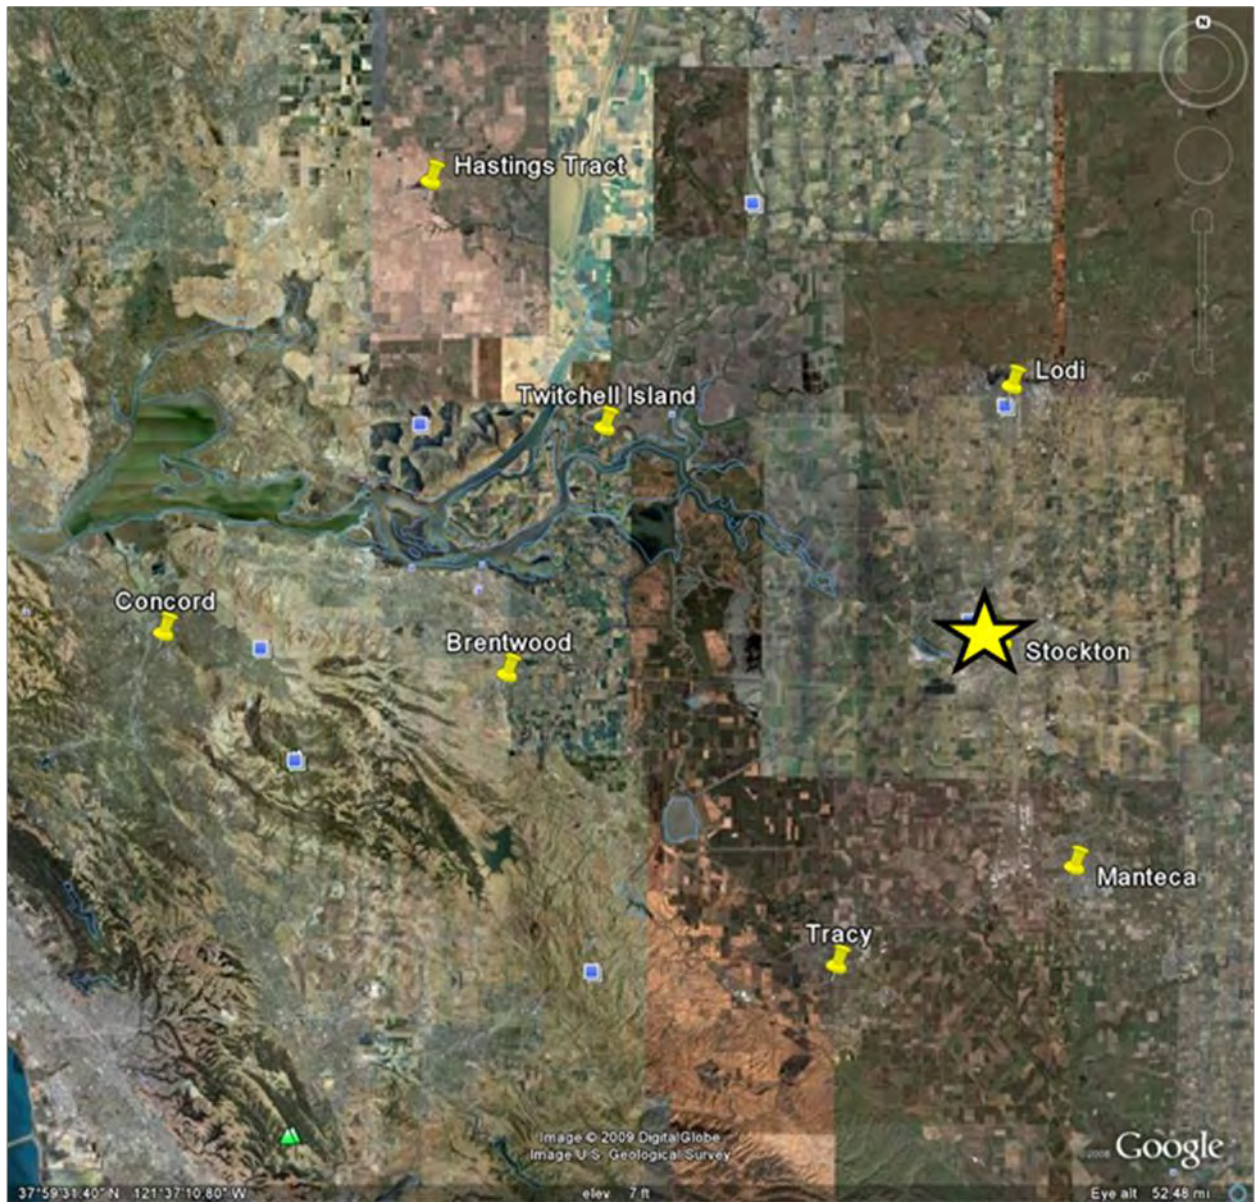 N
Hastings Tract
Lodi
Twitchell Island
Concord
Brentwood
Stockton
Manteca
Tracy
Image © 2009 DigitalGlobe
Image U.S. Geological Survey
Google
37°59'31.40" N 121°37'10.80" W
elev 7 ft
Eye alt 52.48 mi